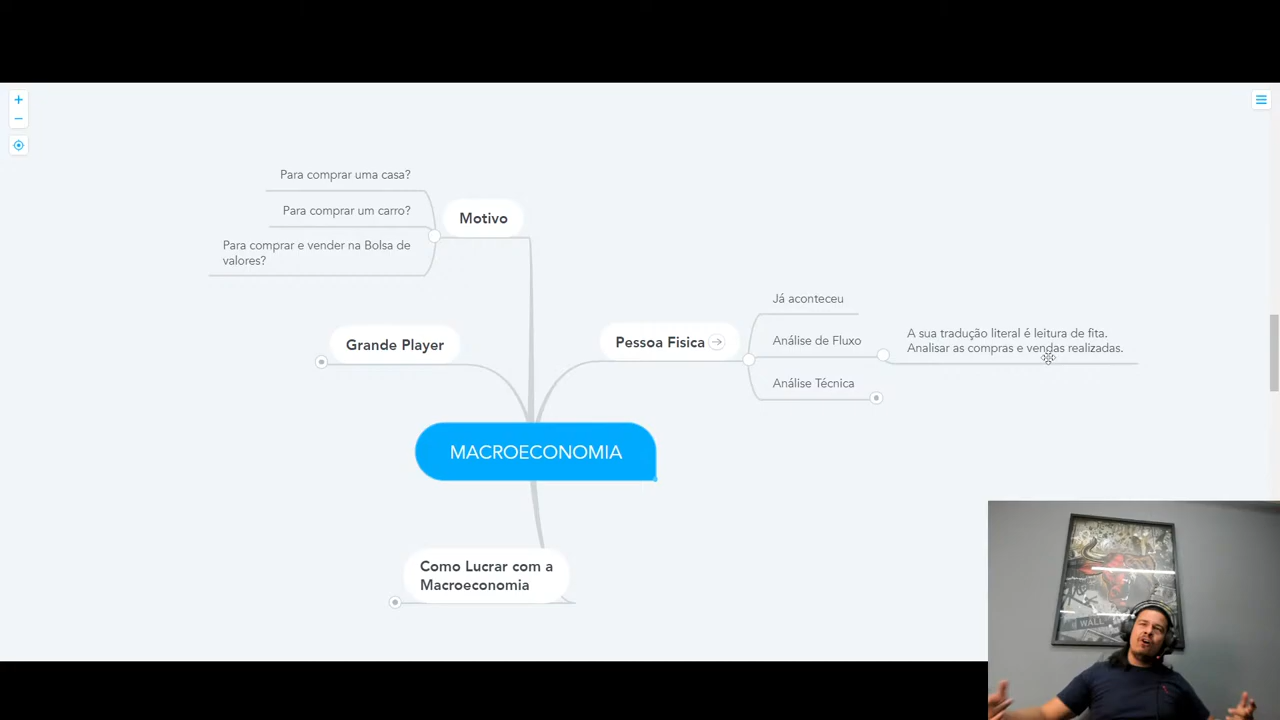 Para comprar uma casa?
Para comprar um carro?
Para comprar e vender na Bolsa de
valores?
Motivo
Grande Player
Pessoa Fisica
Já aconteceu
Análise de Fluxo
A sua tradução literal é leitura de fita.
Analisar as compras e vendas realizadas.
Análise Técnica
MACROECONOMIA
Como Lucrar com a
Macroeconomia
WALL